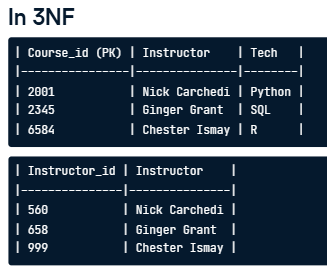 In 3NF
| Course_id (PK) | Instructor | Tech |
|----------------|---------------|--------|
| 2001 | Nick Carchedi | Python |
| 2345 | Ginger Grant | SQL |
| 6584 | Chester Ismay | R |
| Instructor_id | Instructor |
|---------------|---------------|
| 560 | Nick Carchedi |
| 658 | Ginger Grant |
| 999 | Chester Ismay |